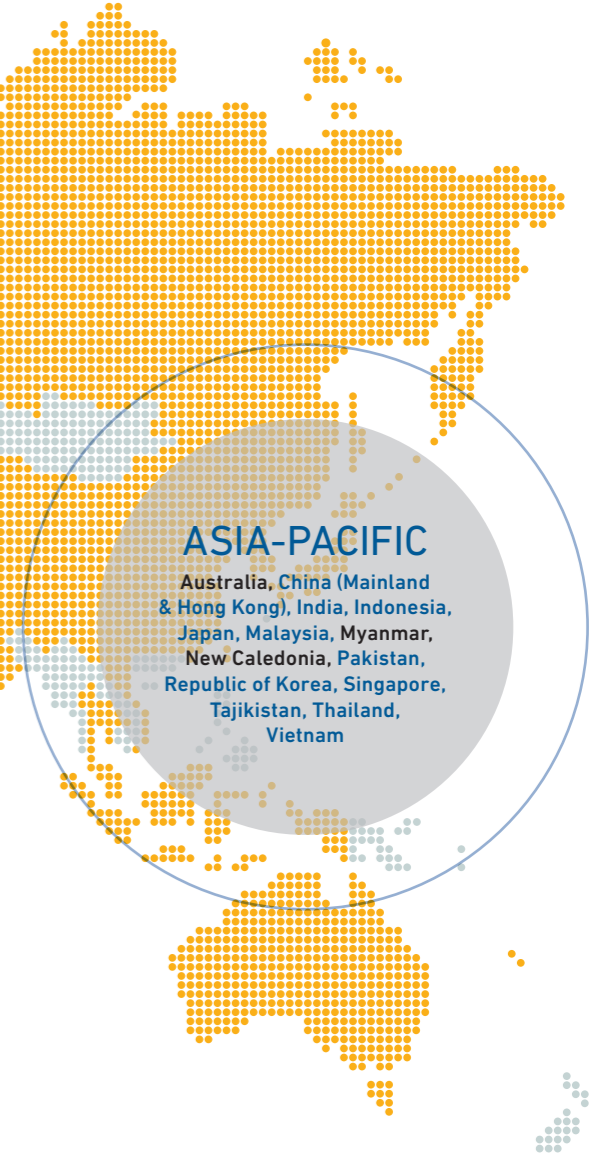 ASIA-PACIFIC
Australia, China (Mainland
& Hong Kong), India, Indonesia,
Japan, Malaysia, Myanmar,
New Caledonia, Pakistan,
Republic of Korea, Singapore,
Tajikistan, Thailand,
Vietnam